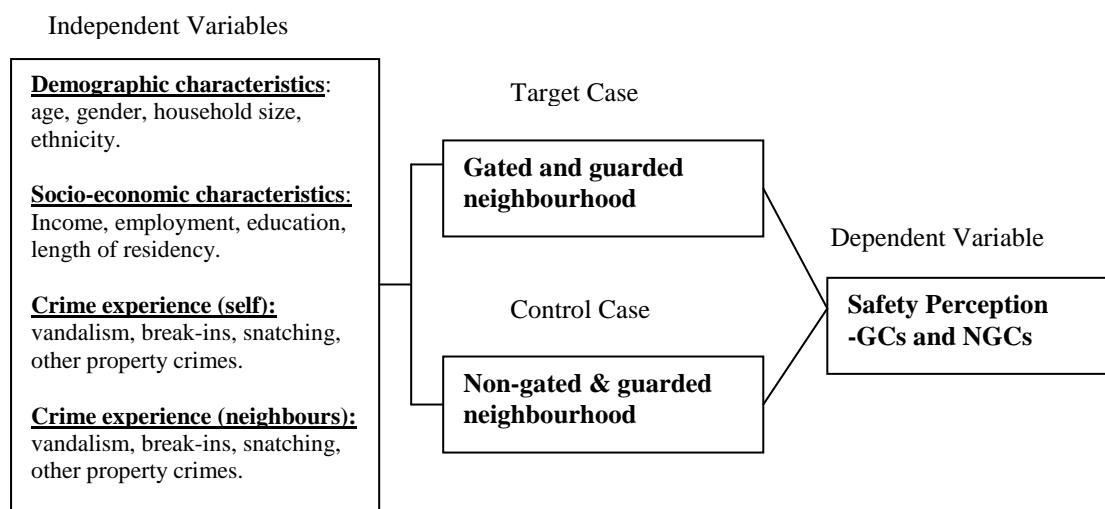 Independent Variables
Demographic characteristics:
age, gender, household size,
ethnicity.
Socio-economic characteristics:
Income, employment, education,
length of residency.
Crime experience (self):
vandalism, break-ins, snatching,
other property crimes.
Crime experience (neighbours):
vandalism, break-ins, snatching,
other property crimes.
Target Case
Gated and guarded
neighbourhood
Control Case
Non-gated & guarded
neighbourhood
Dependent Variable
Safety Perception
-GCs and NGCs